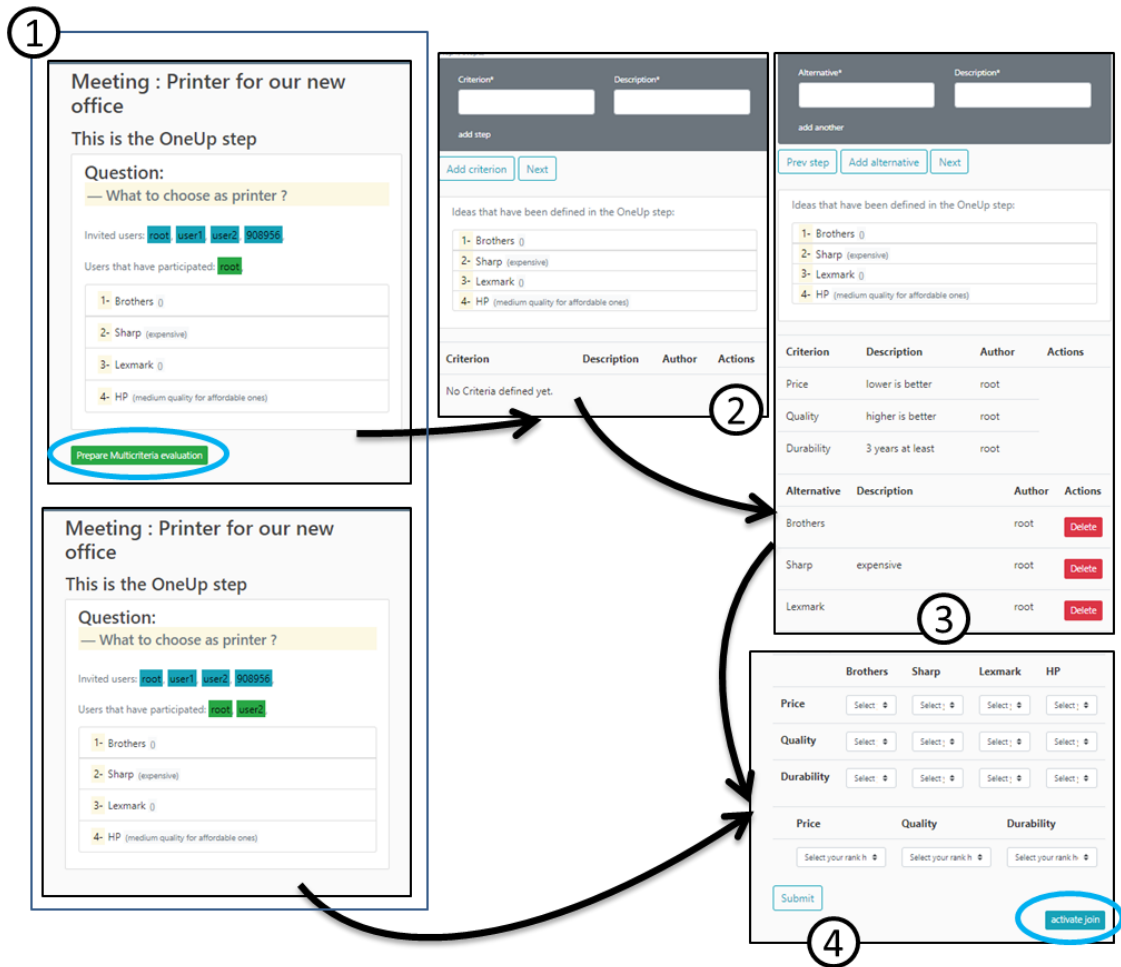 1
Meeting : Printer for our new
office
This is the OneUp step
Question:
— What to choose as printer ?
Invited users: root, user1, user2, 908956,
Users that have participated: root,
1- Brothers ()
2- Sharp (expensive)
3- Lexmark ()
4- HP (medium quality for affordable ones)
Prepare Multicriteria evaluation
Meeting : Printer for our new
office
This is the OneUp step
Question:
— What to choose as printer ?
Invited users: root, user1, user2, 908956,
Users that have participated: root, user2,
1- Brothers ()
2- Sharp (expensive)
3- Lexmark ()
4- HP (medium quality for affordable ones)
Criterion* Description*
add step
Add criterion Next
Ideas that have been defined in the OneUp step:
1- Brothers ()
2- Sharp (expensive)
3- Lexmark ()
4- HP (medium quality for affordable ones)
Criterion Description Author Actions
No Criteria defined yet.
2
Alternative* Description*
add another
Prev step Add alternative Next
Ideas that have been defined in the OneUp step:
1- Brothers ()
2- Sharp (expensive)
3- Lexmark ()
4- HP (medium quality for affordable ones)
Criterion Description Author Actions
Price lower is better root
Quality higher is better root
Durability 3 years at least root
Alternative Description Author Actions
Brothers root Delete
Sharp expensive root Delete
Lexmark root Delete
3
Brothers Sharp Lexmark HP
Price Select Select Select Select
Quality Select Select Select Select
Durability Select Select Select Select
Price Quality Durability
Select your rank h Select your rank h Select your rank h
Submit
activate join
4